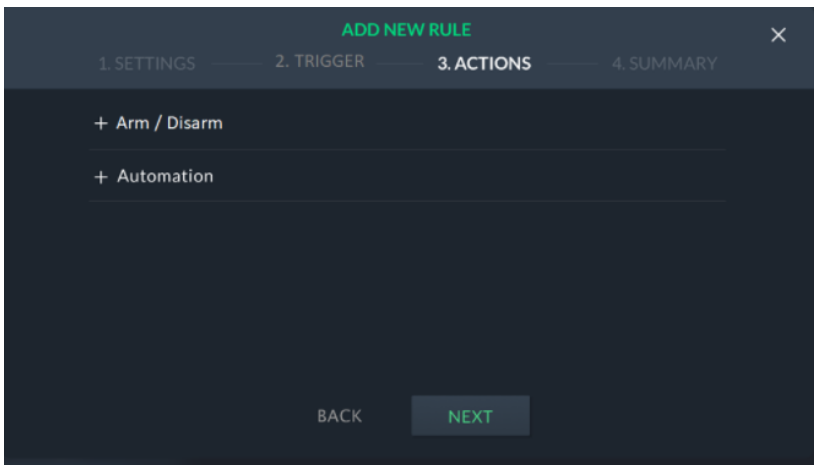 ADD NEW RULE
1. SETTINGS 2. TRIGGER 3. ACTIONS 4. SUMMARY
+ Arm / Disarm
+ Automation
BACK NEXT